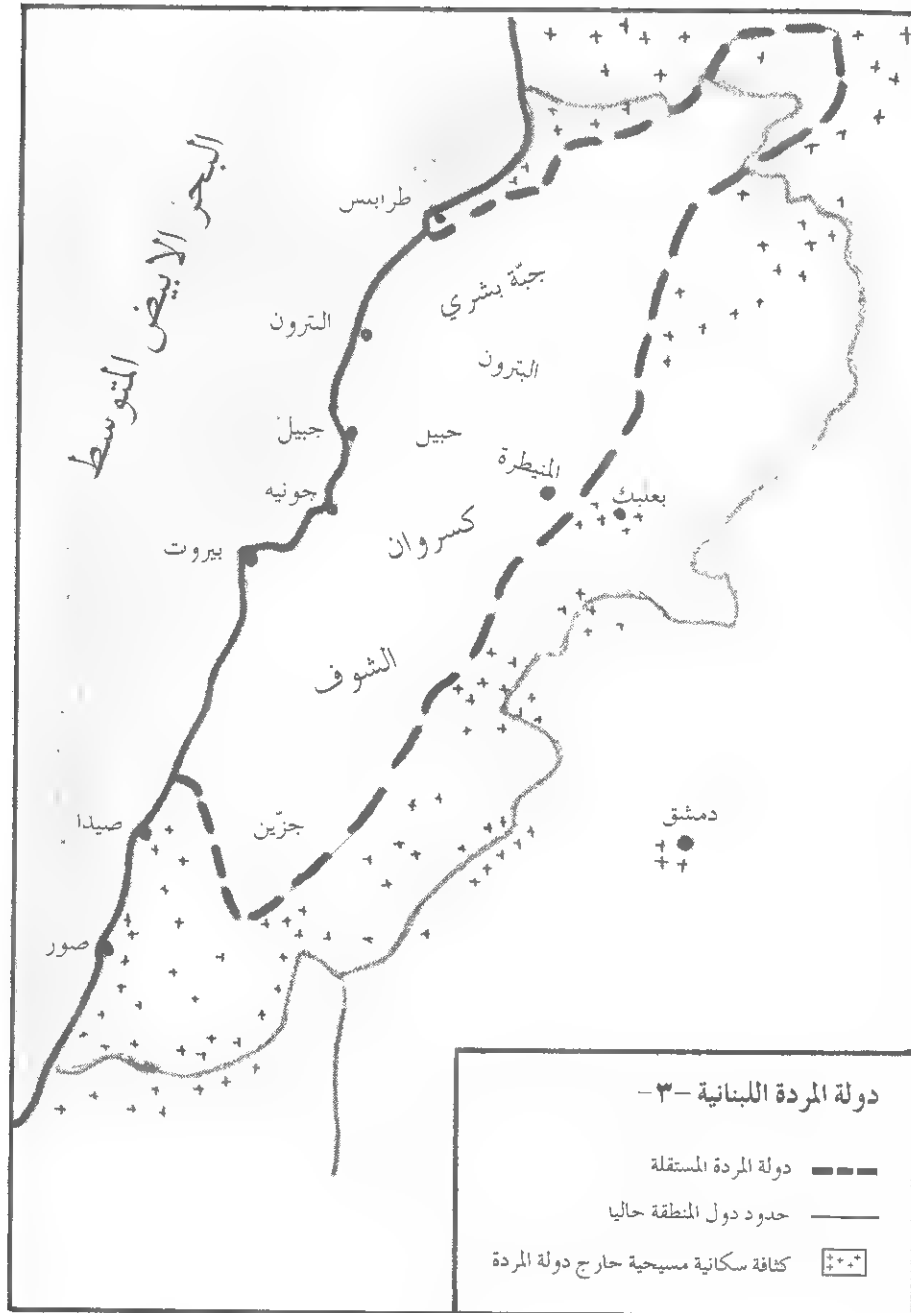 البحر الأبيض المتوسط
طرابلس
جبّة بشري
البترون
البترون
جبيل
حبيل
المنيطرة
بعلبك
جونيه
كسروان
بيروت
الشوف
صيدا
جزّين
دمشق
صور
دولة المردة اللبنانية -٣-
دولة المردة المستقلة
حدود دول المنطقة حاليا
كثافة سكانية مسيحية خارج دولة المردة